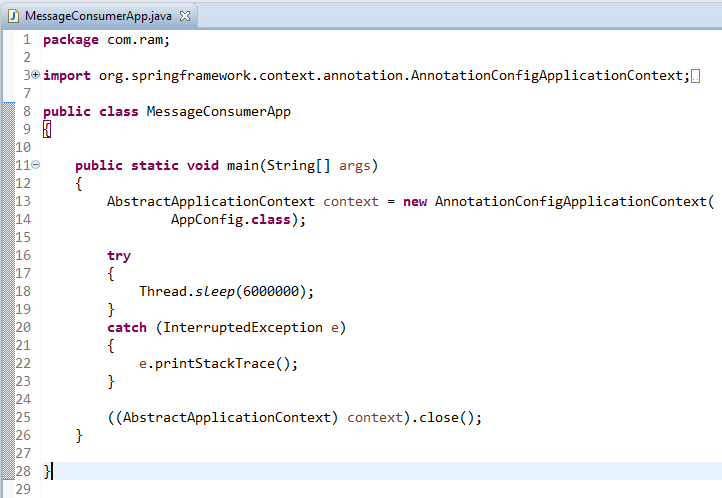 MessageConsumerApp.java
1 package com.ram;
2
3 import org.springframework.context.annotation.AnnotationConfigApplicationContext;
7
8 public class MessageConsumerApp
9 {
10
11     public static void main(String[] args)
12     {
13         AbstractApplicationContext context = new AnnotationConfigApplicationContext(
14                 AppConfig.class);
15
16         try
17         {
18             Thread.sleep(6000000);
19         }
20         catch (InterruptedException e)
21         {
22             e.printStackTrace();
23         }
24
25         ((AbstractApplicationContext) context).close();
26     }
27
28 }
29